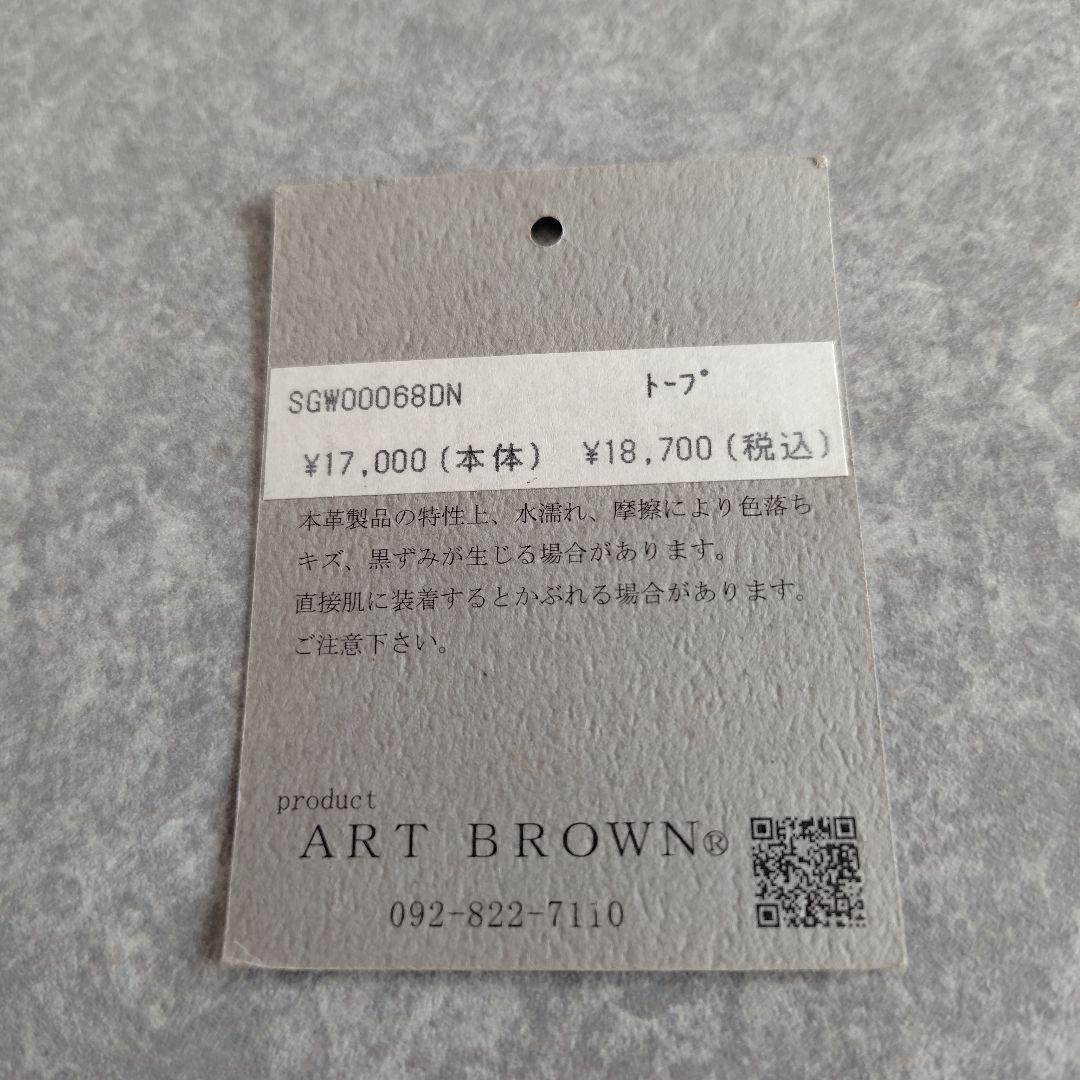 SGW00068DN ﾄｰﾌﾟ
¥17,000(本体) ¥18,700(税込)
本革製品の特性上、水濡れ、摩擦により色落ち
キズ、黒ずみが生じる場合があります。
直接肌に装着するとかぶれる場合があります。
ご注意下さい。
product
ART BROWN®
092-822-7110